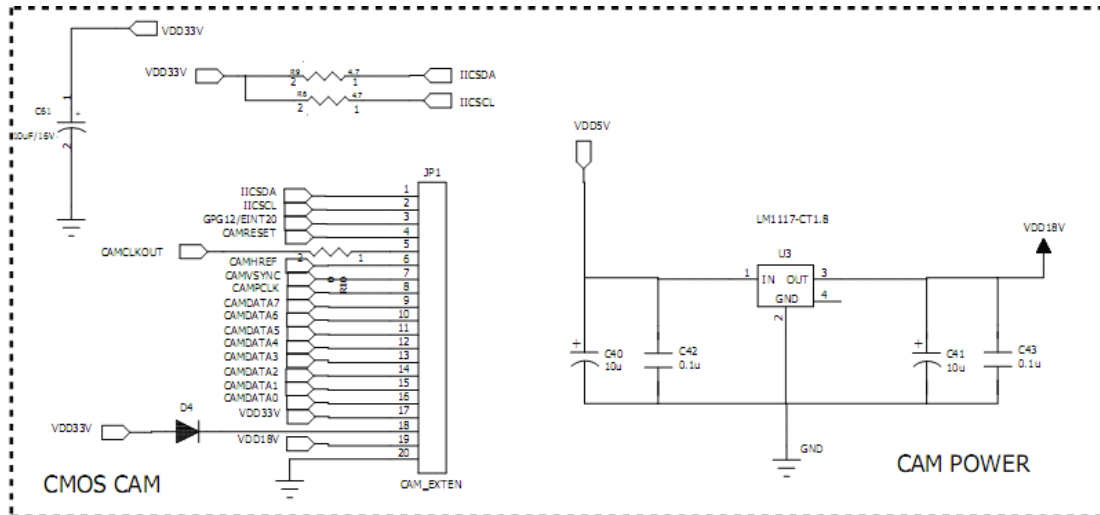 VDD33V
VDD33V
R9
4.7
2
1
IICSDA
R8
4.7
2
1
IICSCL
1
C51
+
10uF/16V
2
JP1
IICSDA 1
IICSCL 2
GPG12/EINT20 3
CAMRESET 4
CAMCLKOUT 2 1 5
CAMHREF 6
CAMVSYNC 0 R10 7
CAMPCLK 8
CAMDATA7 9
CAMDATA6 10
CAMDATA5 11
CAMDATA4 12
CAMDATA3 13
CAMDATA2 14
CAMDATA1 15
CAMDATA0 16
VDD33V 17
D4
VDD33V 18
VDD18V 19
20
CAM_EXTEN
CMOS CAM
VDD5V
LM1117-CT1.8
VDD18V
U3
1 IN OUT 3
GND 4
2
+ C40
10u
C42
0.1u
+ C41
10u
C43
0.1u
GND
CAM POWER